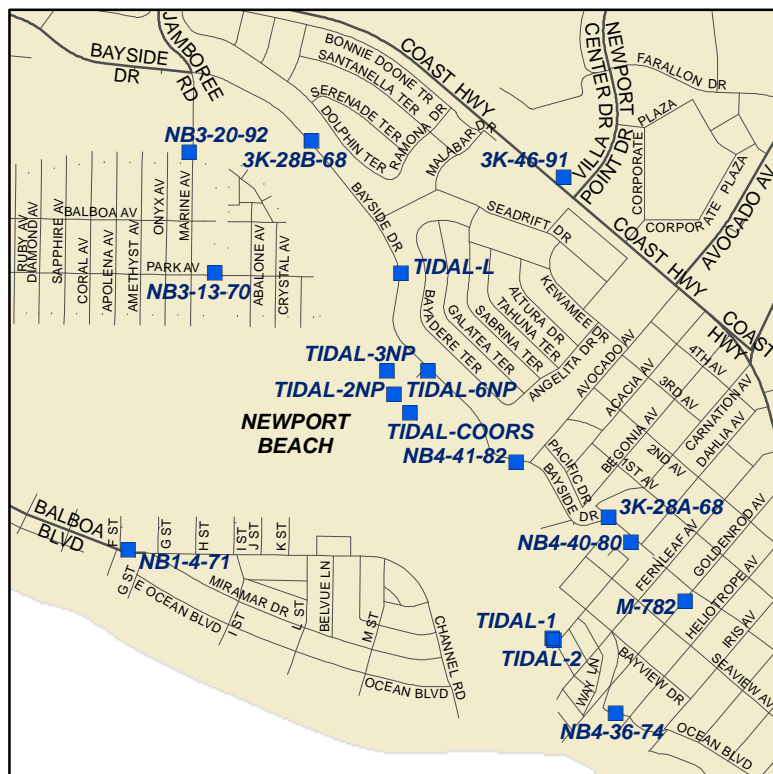 BAYSIDE
DR
JAMBOREE
RD
COAST HWY
BONNIE DOONE TR
SANTANELLA TER
SERENADE TER
DOLPHIN TER
RAMONA DR
MALABAR DR
NEWPORT
CENTER DR
FARALLON DR
VILLA
POINT DR
CORPORATE
PLAZA
CORPORATE PLAZA
AVOCADO AV
NB3-20-92
3K-28B-68
3K-46-91
RUBY AV
DIAMOND AV
SAPPHIRE AV
CORAL AV
APOLENA AV
AMETHYST AV
ONYX AV
MARINE AV
BALBOA AV
PARK AV
ABALONE AV
CRYSTAL AV
NB3-13-70
BAYSIDE DR
SEADRIFT DR
COAST HWY
COAST
HWY
TIDAL-L
BAYADERE TER
GALATEA TER
SABRINA TER
TAHUNA TER
ALTURA DR
KEWAMEE DR
ANGELITA DR
AVOCADO AV
ACACIA AV
BEGONIA AV
4TH AV
3RD AV
2ND AV
1ST AV
CARNATION AV
DAHLIA AV
TIDAL-3NP
TIDAL-2NP
TIDAL-6NP
TIDAL-COORS
NEWPORT
BEACH
NB4-41-82
PACIFIC DR
BAYSIDE
DR
3K-28A-68
NB4-40-80
FERNLEAF AV
GOLDENROD AV
HELIOTROPE AV
IRIS AV
SEAVIEW AV
M-782
BALBOA
BLVD
F ST
G ST
H ST
I ST
J ST
K ST
NB1-4-71
G ST
E OCEAN BLVD
MIRAMAR DR
I ST
L ST
BELVUE LN
M ST
CHANNEL RD
OCEAN BLVD
TIDAL-1
TIDAL-2
WAY LN
BAYVIEW DR
NB4-36-74
OCEAN BLVD